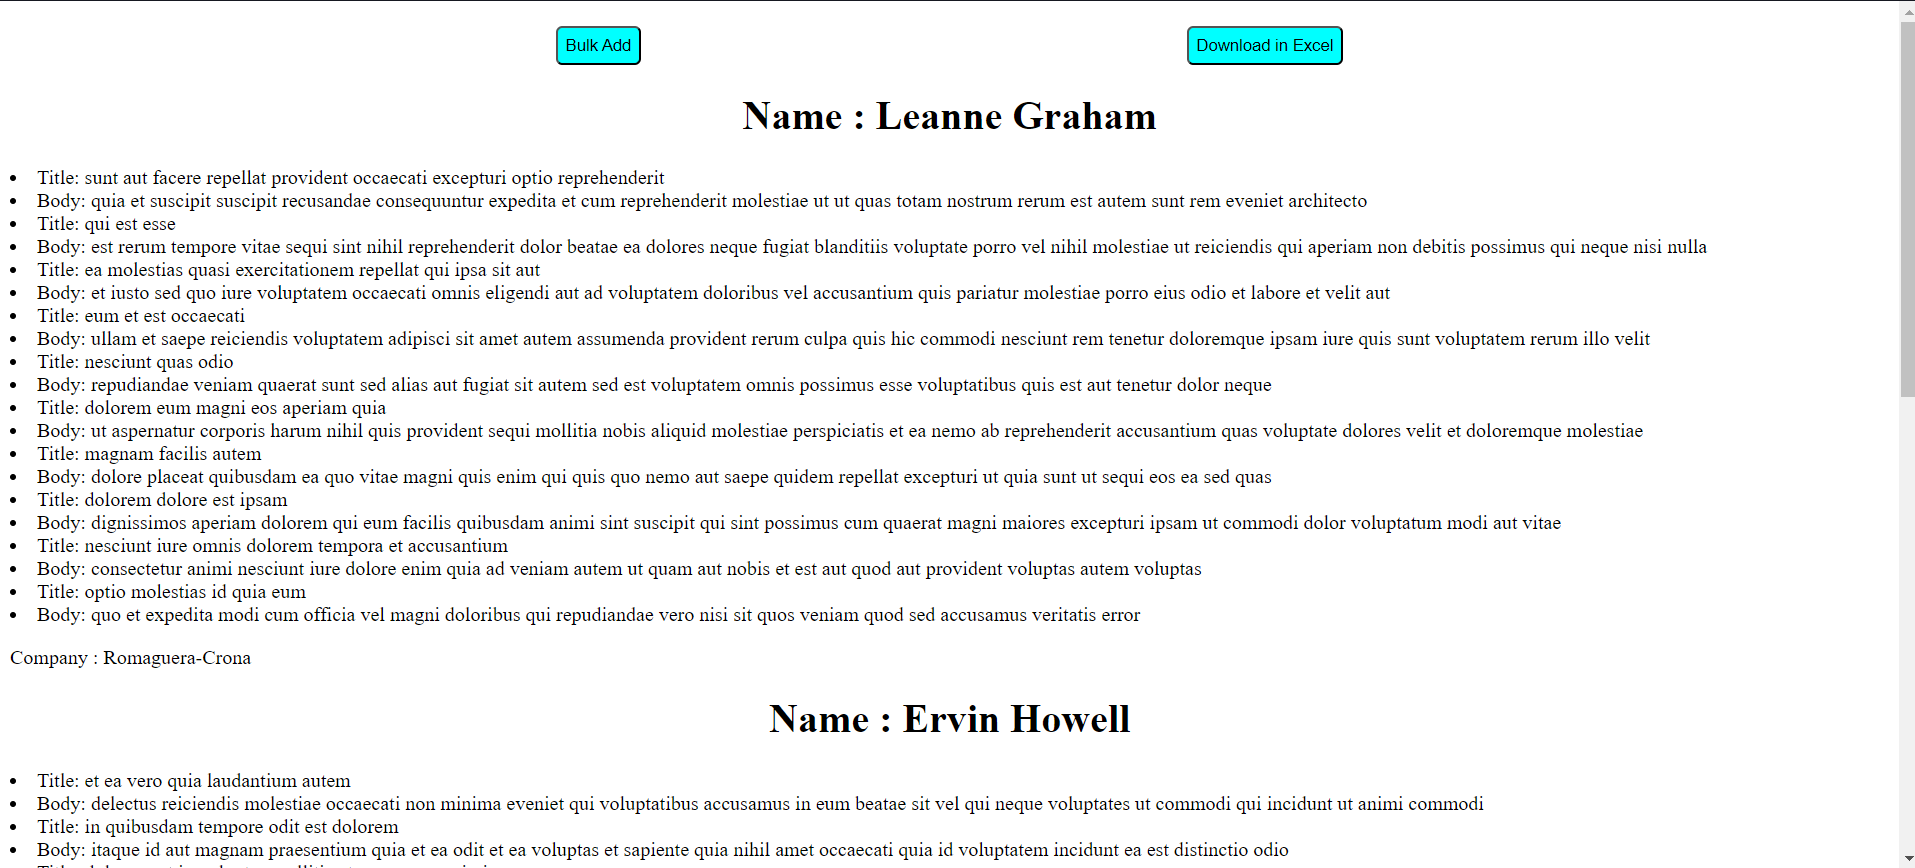 Bulk Add
Download in Excel
Name : Leanne Graham
Title: sunt aut facere repellat provident occaecati excepturi optio reprehenderit
Body: quia et suscipit suscipit recusandae consequuntur expedita et cum reprehenderit molestiae ut ut quas totam nostrum rerum est autem sunt rem eveniet architecto
Title: qui est esse
Body: est rerum tempore vitae sequi sint nihil reprehenderit dolor beatae ea dolores neque fugiat blanditiis voluptate porro vel nihil molestiae ut reiciendis qui aperiam non debitis possimus qui neque nisi nulla
Title: ea molestias quasi exercitationem repellat qui ipsa sit aut
Body: et iusto sed quo iure voluptatem occaecati omnis eligendi aut ad voluptatem doloribus vel accusantium quis pariatur molestiae porro eius odio et labore et velit aut
Title: eum et est occaecati
Body: ullam et saepe reiciendis voluptatem adipisci sit amet autem assumenda provident rerum culpa quis hic commodi nesciunt rem tenetur doloremque ipsam iure quis sunt voluptatem rerum illo velit
Title: nesciunt quas odio
Body: repudiandae veniam quaerat sunt sed alias aut fugiat sit autem sed est voluptatem omnis possimus esse voluptatibus quis est aut tenetur dolor neque
Title: dolorem eum magni eos aperiam quia
Body: ut aspernatur corporis harum nihil quis provident sequi mollitia nobis aliquid molestiae perspiciatis et ea nemo ab reprehenderit accusantium quas voluptate dolores velit et doloremque molestiae
Title: magnam facilis autem
Body: dolore placeat quibusdam ea quo vitae magni quis enim qui quis quo nemo aut saepe quidem repellat excepturi ut quia sunt ut sequi eos ea sed quas
Title: dolorem dolore est ipsam
Body: dignissimos aperiam dolorem qui eum facilis quibusdam animi sint suscipit qui sint possimus cum quaerat magni maiores excepturi ipsam ut commodi dolor voluptatum modi aut vitae
Title: nesciunt iure omnis dolorem tempora et accusantium
Body: consectetur animi nesciunt iure dolore enim quia ad veniam autem ut quam aut nobis et est aut quod aut provident voluptas autem voluptas
Title: optio molestias id quia eum
Body: quo et expedita modi cum officia vel magni doloribus qui repudiandae vero nisi sit quos veniam quod sed accusamus veritatis error
Company : Romaguera-Crona
Name : Ervin Howell
Title: et ea vero quia laudantium autem
Body: delectus reiciendis molestiae occaecati non minima eveniet qui voluptatibus accusamus in eum beatae sit vel qui neque voluptates ut commodi qui incidunt ut animi commodi
Title: in quibusdam tempore odit est dolorem
Body: itaque id aut magnam praesentium quia et ea odit et ea voluptas et sapiente quia nihil amet occaecati quia id voluptatem incidunt ea est distinctio odio